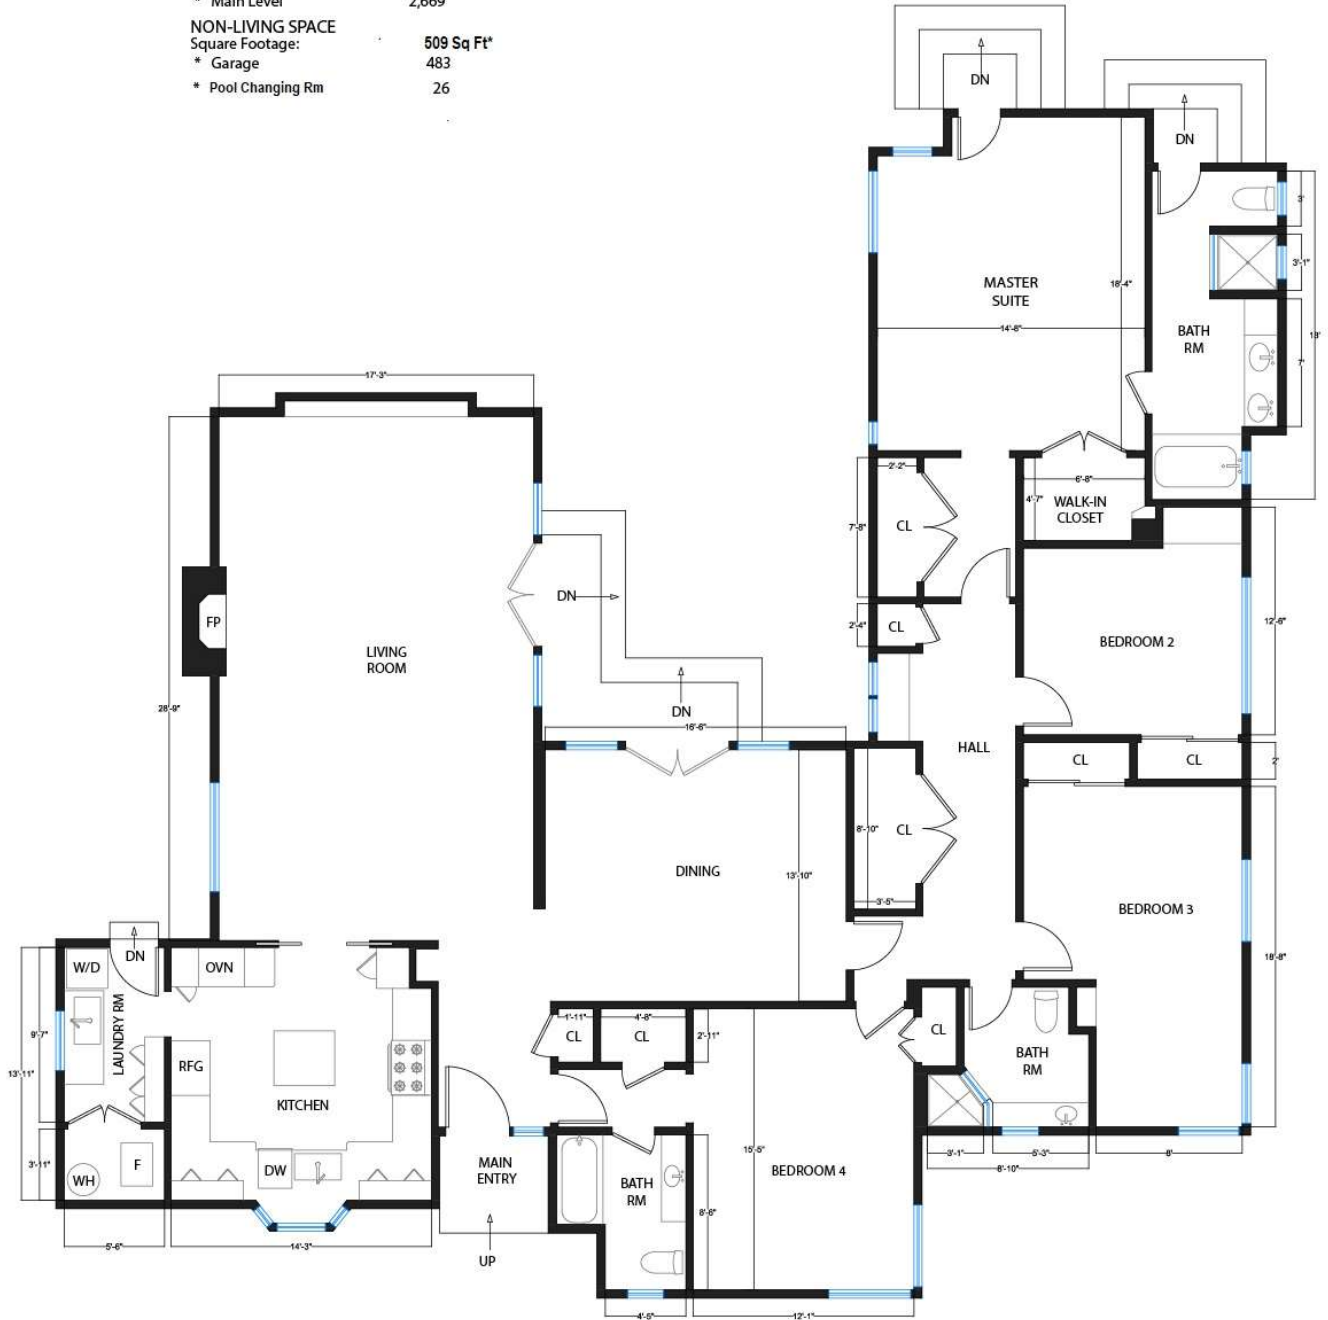 * Main Level 2,669
NON-LIVING SPACE
Square Footage: 509 Sq Ft*
* Garage 483
* Pool Changing Rm 26
DN
DN
3'
3'-1"
MASTER
SUITE
18'-4"
14'-8"
BATH
RM
13'
7'
17'-3"
2'-2"
6'-8"
4'-7"
WALK-IN
CLOSET
7'-8"
CL
DN
FP
2'-4"
CL
12'-6"
BEDROOM 2
LIVING
ROOM
28'-9"
DN
16'-6"
HALL
CL
CL
2'
8'-10"
CL
DINING
13'-10"
3'-5"
BEDROOM 3
18'-8"
DN
W/D
OVN
LAUNDRY RM
9'-7"
13'-11"
RFG
KITCHEN
1'-11"
CL
4'-8"
CL
2'-11"
CL
BATH
RM
3'-11"
WH
F
DW
MAIN
ENTRY
UP
BATH
RM
8'-6"
15'-5"
BEDROOM 4
3'-1"
5'-3"
8'-10"
8'
5'-6"
14'-3"
4'-5"
12'-1"